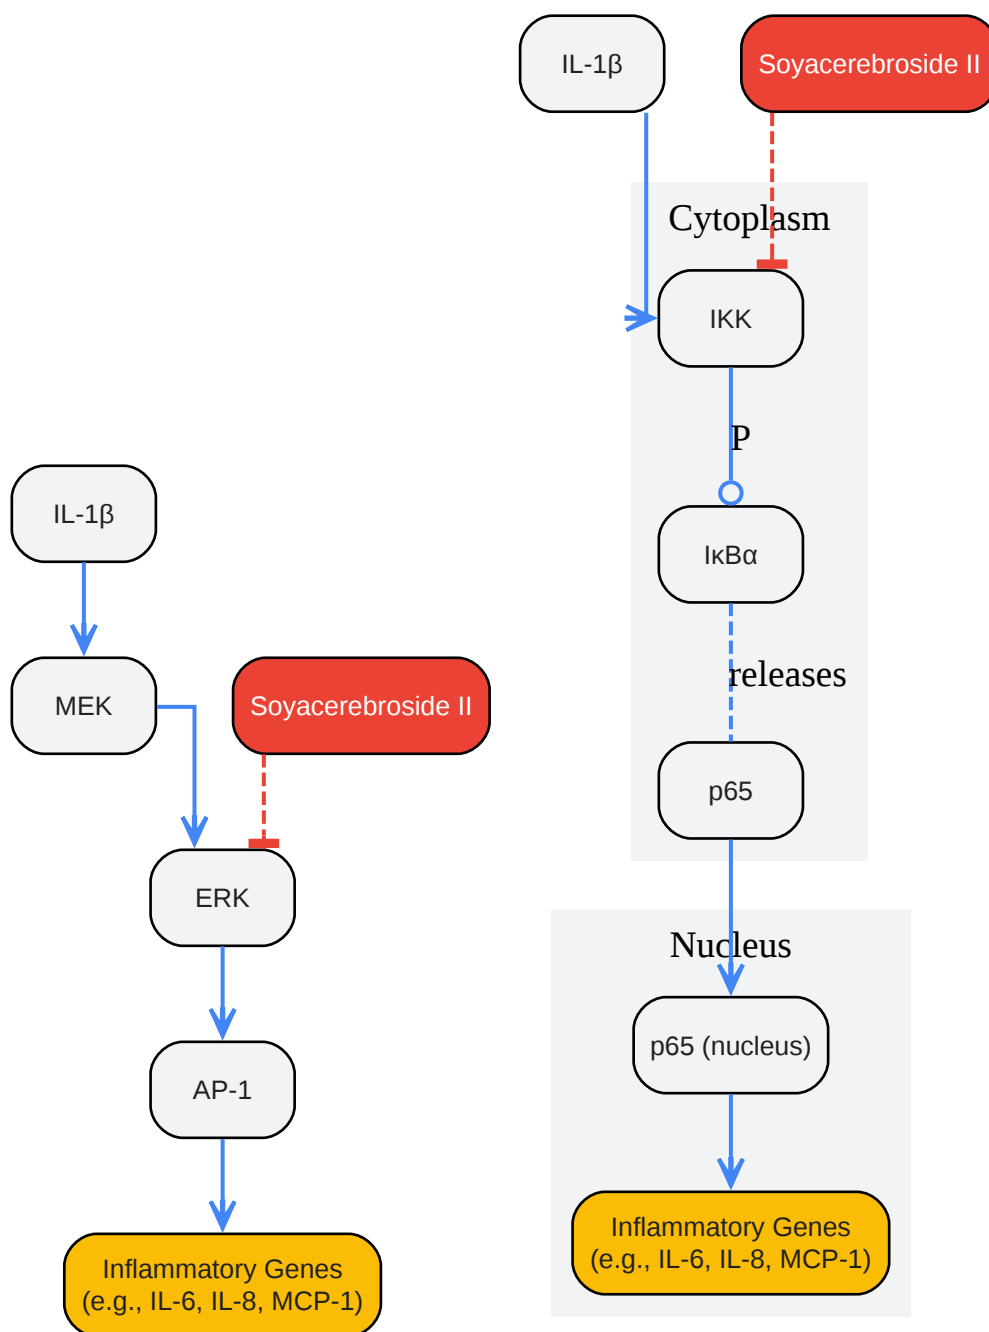 IL-1β
Soyacerebroside II
Cytoplasm
IKK
P
IκBα
releases
p65
Nucleus
p65 (nucleus)
Inflammatory Genes
(e.g., IL-6, IL-8, MCP-1)
IL-1β
MEK
Soyacerebroside II
ERK
AP-1
Inflammatory Genes
(e.g., IL-6, IL-8, MCP-1)